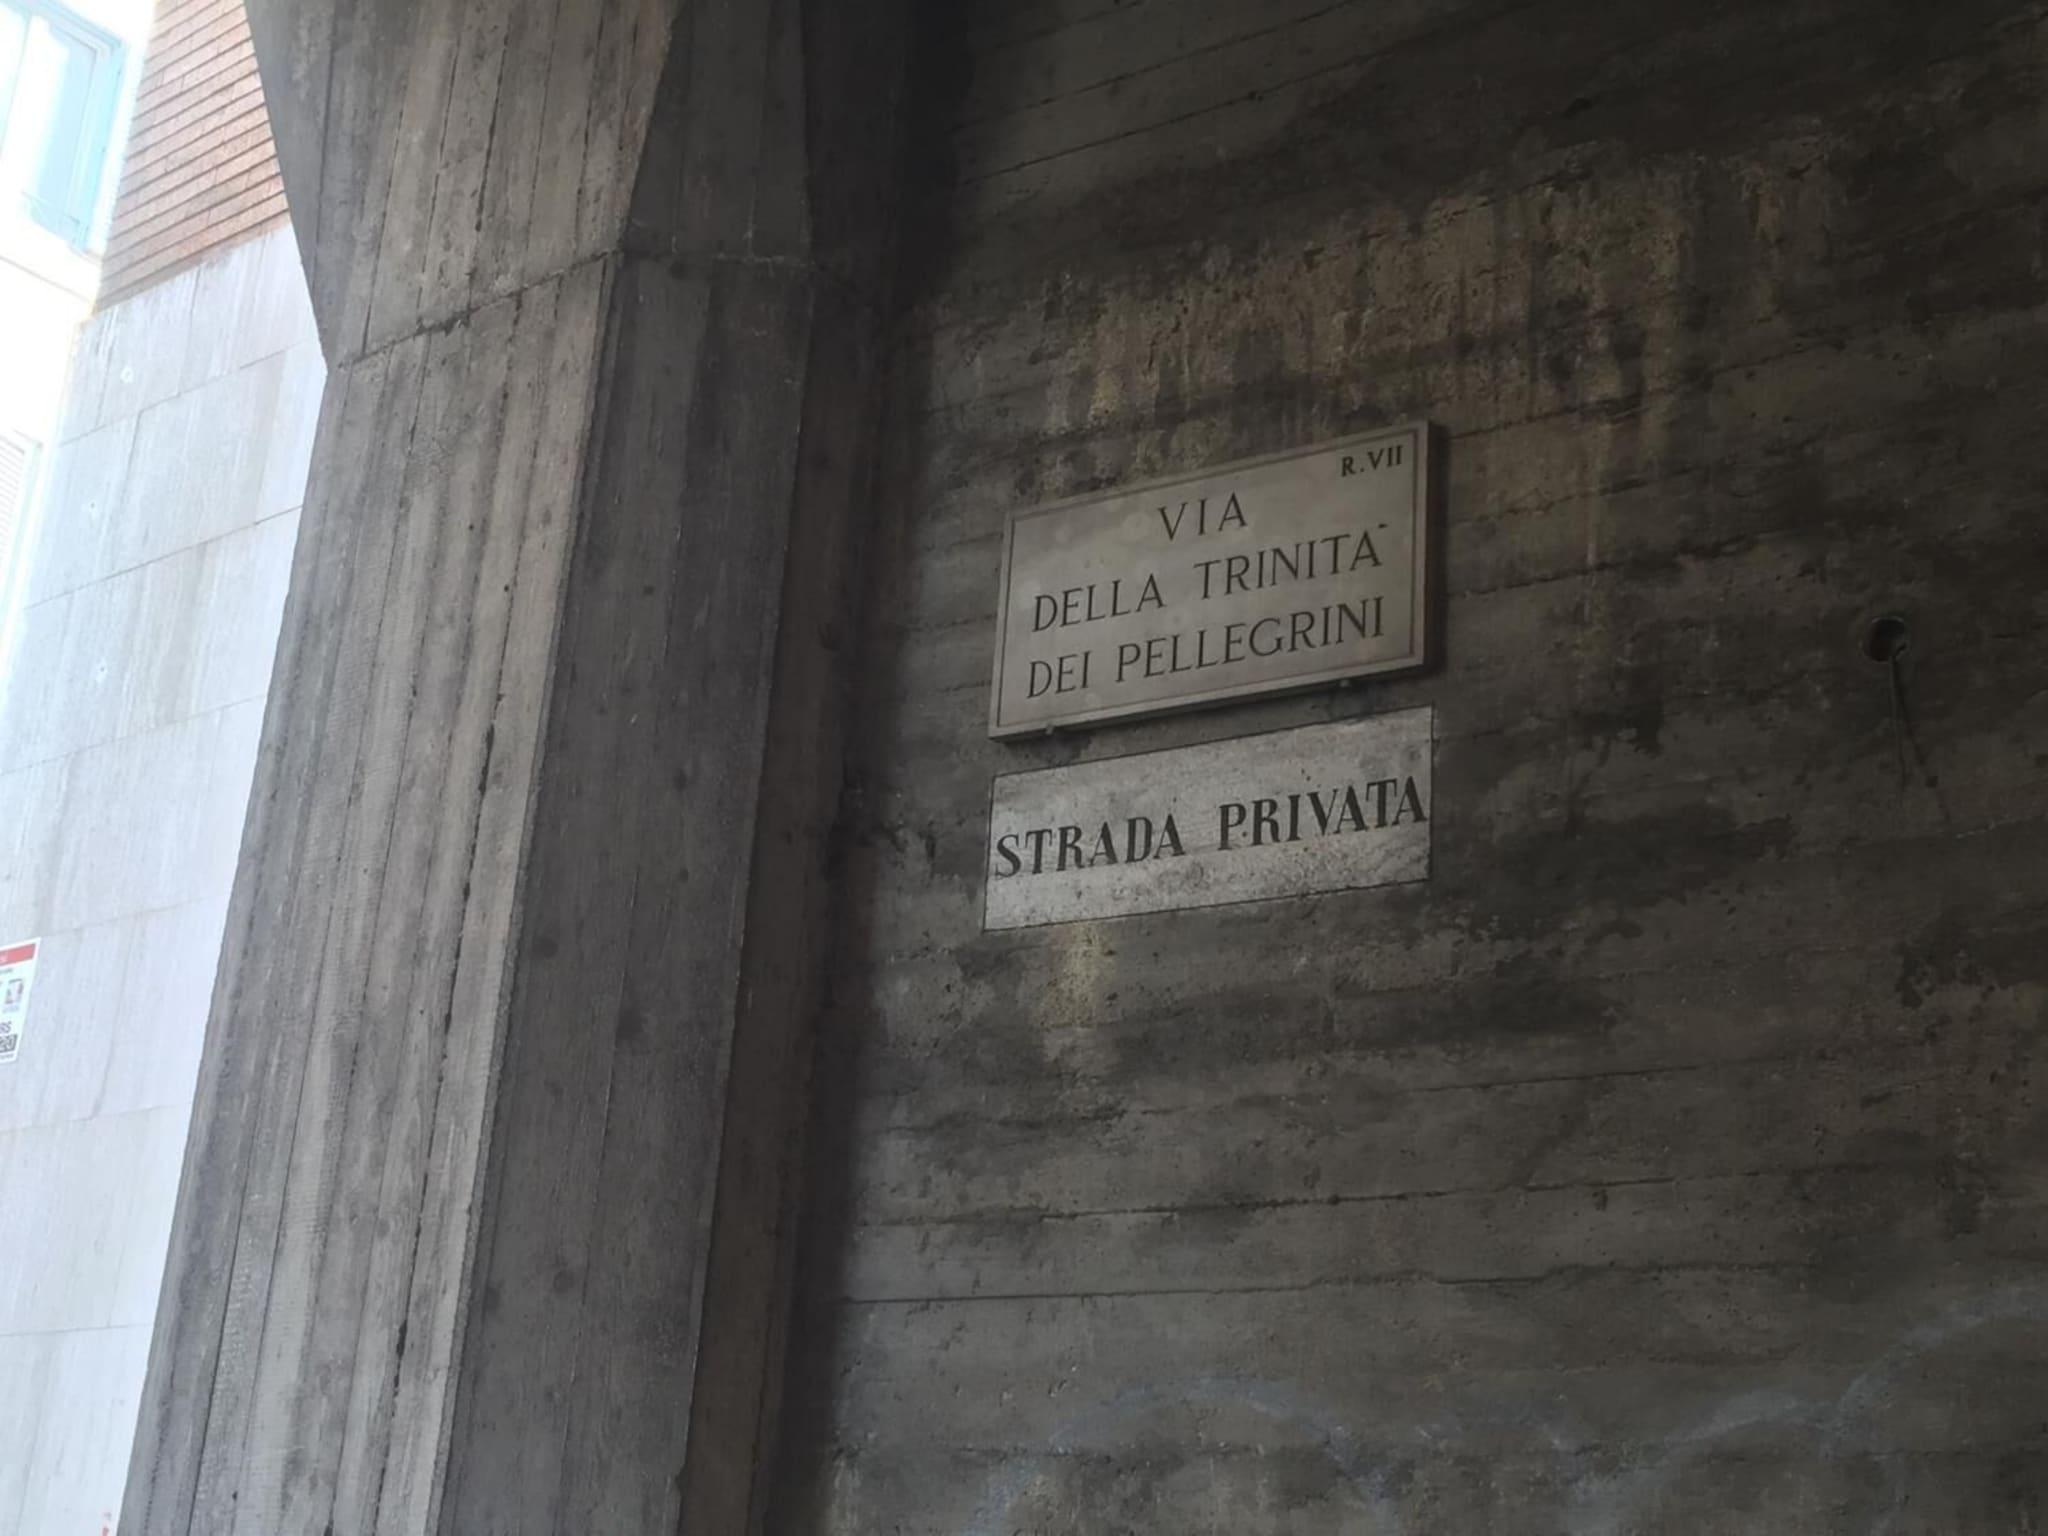 R.VII
VIA
DELLA TRINITA'
DEI PELLEGRINI
STRADA PRIVATA